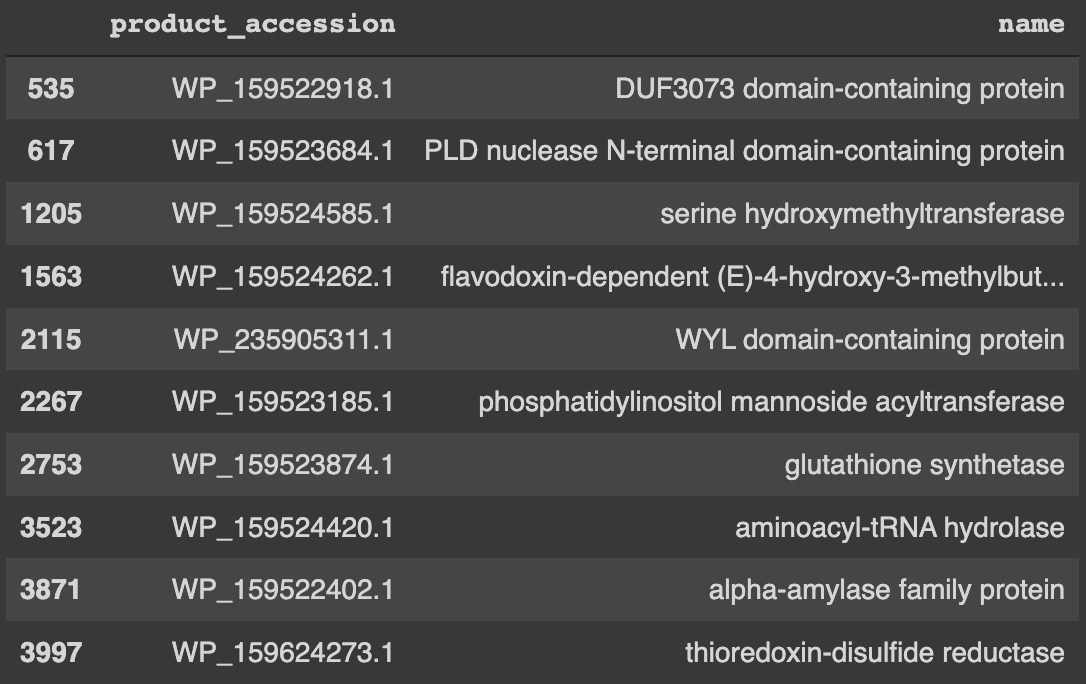 product_accession name
535 WP_159522918.1 DUF3073 domain-containing protein
617 WP_159523684.1 PLD nuclease N-terminal domain-containing protein
1205 WP_159524585.1 serine hydroxymethyltransferase
1563 WP_159524262.1 flavodoxin-dependent (E)-4-hydroxy-3-methylbut...
2115 WP_235905311.1 WYL domain-containing protein
2267 WP_159523185.1 phosphatidylinositol mannoside acyltransferase
2753 WP_159523874.1 glutathione synthetase
3523 WP_159524420.1 aminoacyl-tRNA hydrolase
3871 WP_159522402.1 alpha-amylase family protein
3997 WP_159624273.1 thioredoxin-disulfide reductase